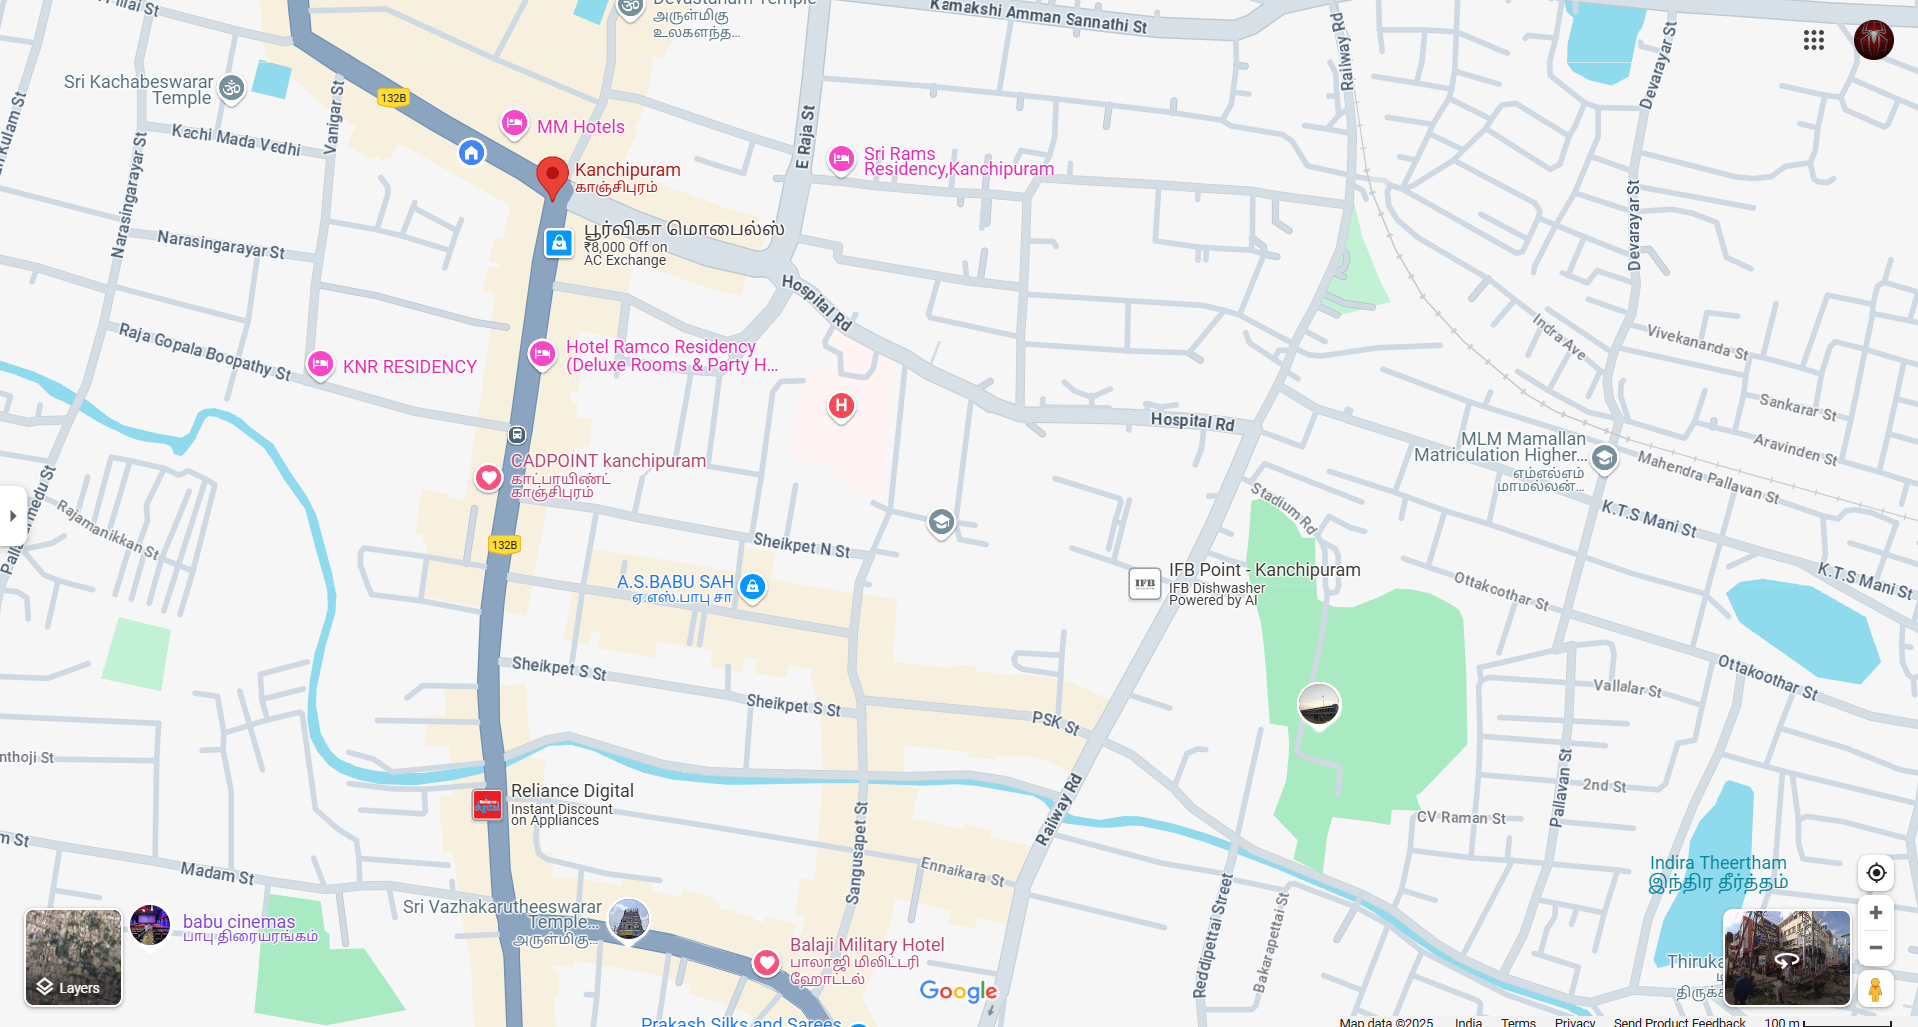 Kamakshi Amman Sannathi St
அருள்மிகு
உலகளந்த...
Railway Rd
Devarayar St
Sri Kachabeswarar
Temple
132B
Vanigar St
Kachi Mada Vedhi
Narasingarayar St
MM Hotels
E Raja St
Sri Rams
Residency,Kanchipuram
Kanchipuram
காஞ்சிபுரம்
Narasingarayar St
பூர்விகா மொபைல்ஸ்
₹8,000 Off on
AC Exchange
Devarayar St
Hospital Rd
Raja Gopala Boopathy St
KNR RESIDENCY
Hotel Ramco Residency
(Deluxe Rooms & Party H...
Indra Ave
Vivekananda St
Sankarar St
H
Hospital Rd
Aravinden St
MLM Mamallan
Matriculation Higher...
எம்எல்எம்
மாமல்லன்...
Mahendra Pallavan St
CADPOINT kanchipuram
காட்பாயிண்ட்
காஞ்சிபுரம்
Stadium Rd
K.T.S Mani St
Rajamanikkan St
132B
Sheikpet N St
K.T.S Mani St
A.S.BABU SAH
ஏ.எஸ்.பாபு சா
IFB
IFB Point - Kanchipuram
IFB Dishwasher
Powered by AI
Ottakoothar St
Sheikpet S St
Ottakoothar St
Vallalar St
Sheikpet S St
PSK St
nthoji St
Pallavan St
2nd St
Reliance Digital
Instant Discount
on Appliances
Railway Rd
CV Raman St
Sangusapet St
m St
Madam St
Ennaikara St
Indira Theertham
இந்திர தீர்த்தம்
Reddipettai Street
Bakarapettai St
Sri Vazhakarutheeswarar
Temple...
அருள்மிகு...
babu cinemas
பாபு திரையரங்கம்
Balaji Military Hotel
பாலாஜி மிலிட்டரி
ஹோட்டல்
Thiruka
Layers
Google
Prakash Silks and Sarees
Map data ©2025 India Terms Privacy Send Product Feedback 100 m